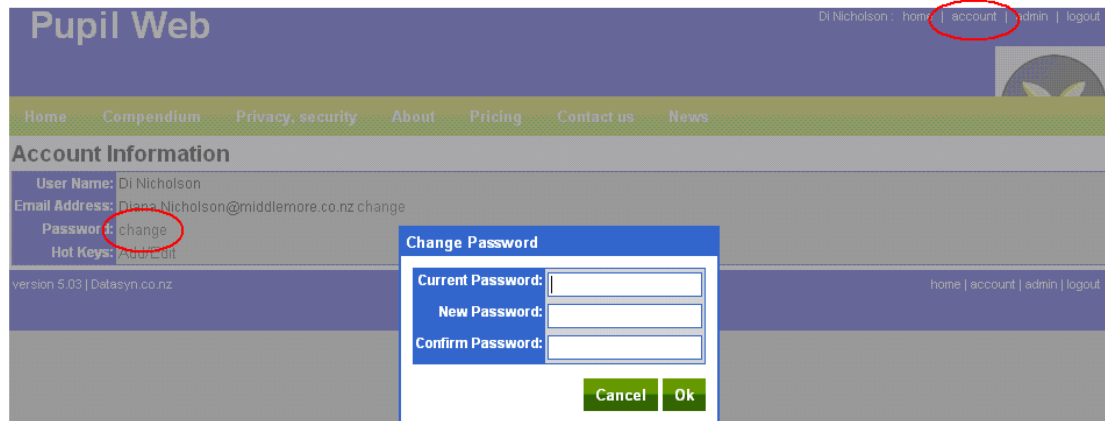 Pupil Web
Di Nicholson : home | account | admin | logout
Home Compendium Privacy, security About Pricing Contact us News
Account Information
User Name: Di Nicholson
Email Address: Diana.Nicholson@middlemore.co.nz change
Password: change
Hot Keys: Add/Edit
version 5.03 | Datasyn.co.nz
home | account | admin | logout
Change Password
Current Password:
New Password:
Confirm Password:
Cancel Ok